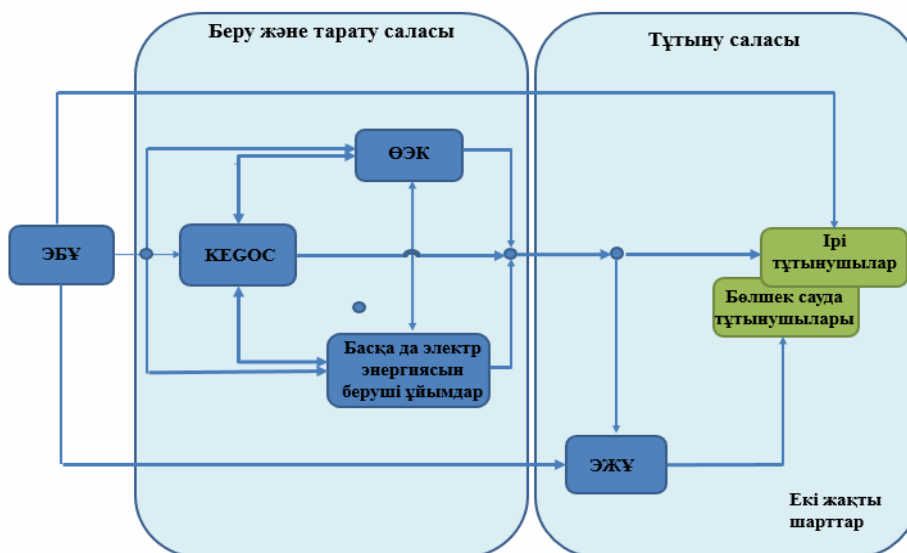 Беру және тарату саласы
Тұтыну саласы
ӨЭК
ЭБҰ
KEGOC
Ірі
тұтынушылар
Бөлшек сауда
тұтынушылары
Басқа да электр
энергиясын
беруші ұйымдар
ЭЖҰ
Екі жақты
шарттар